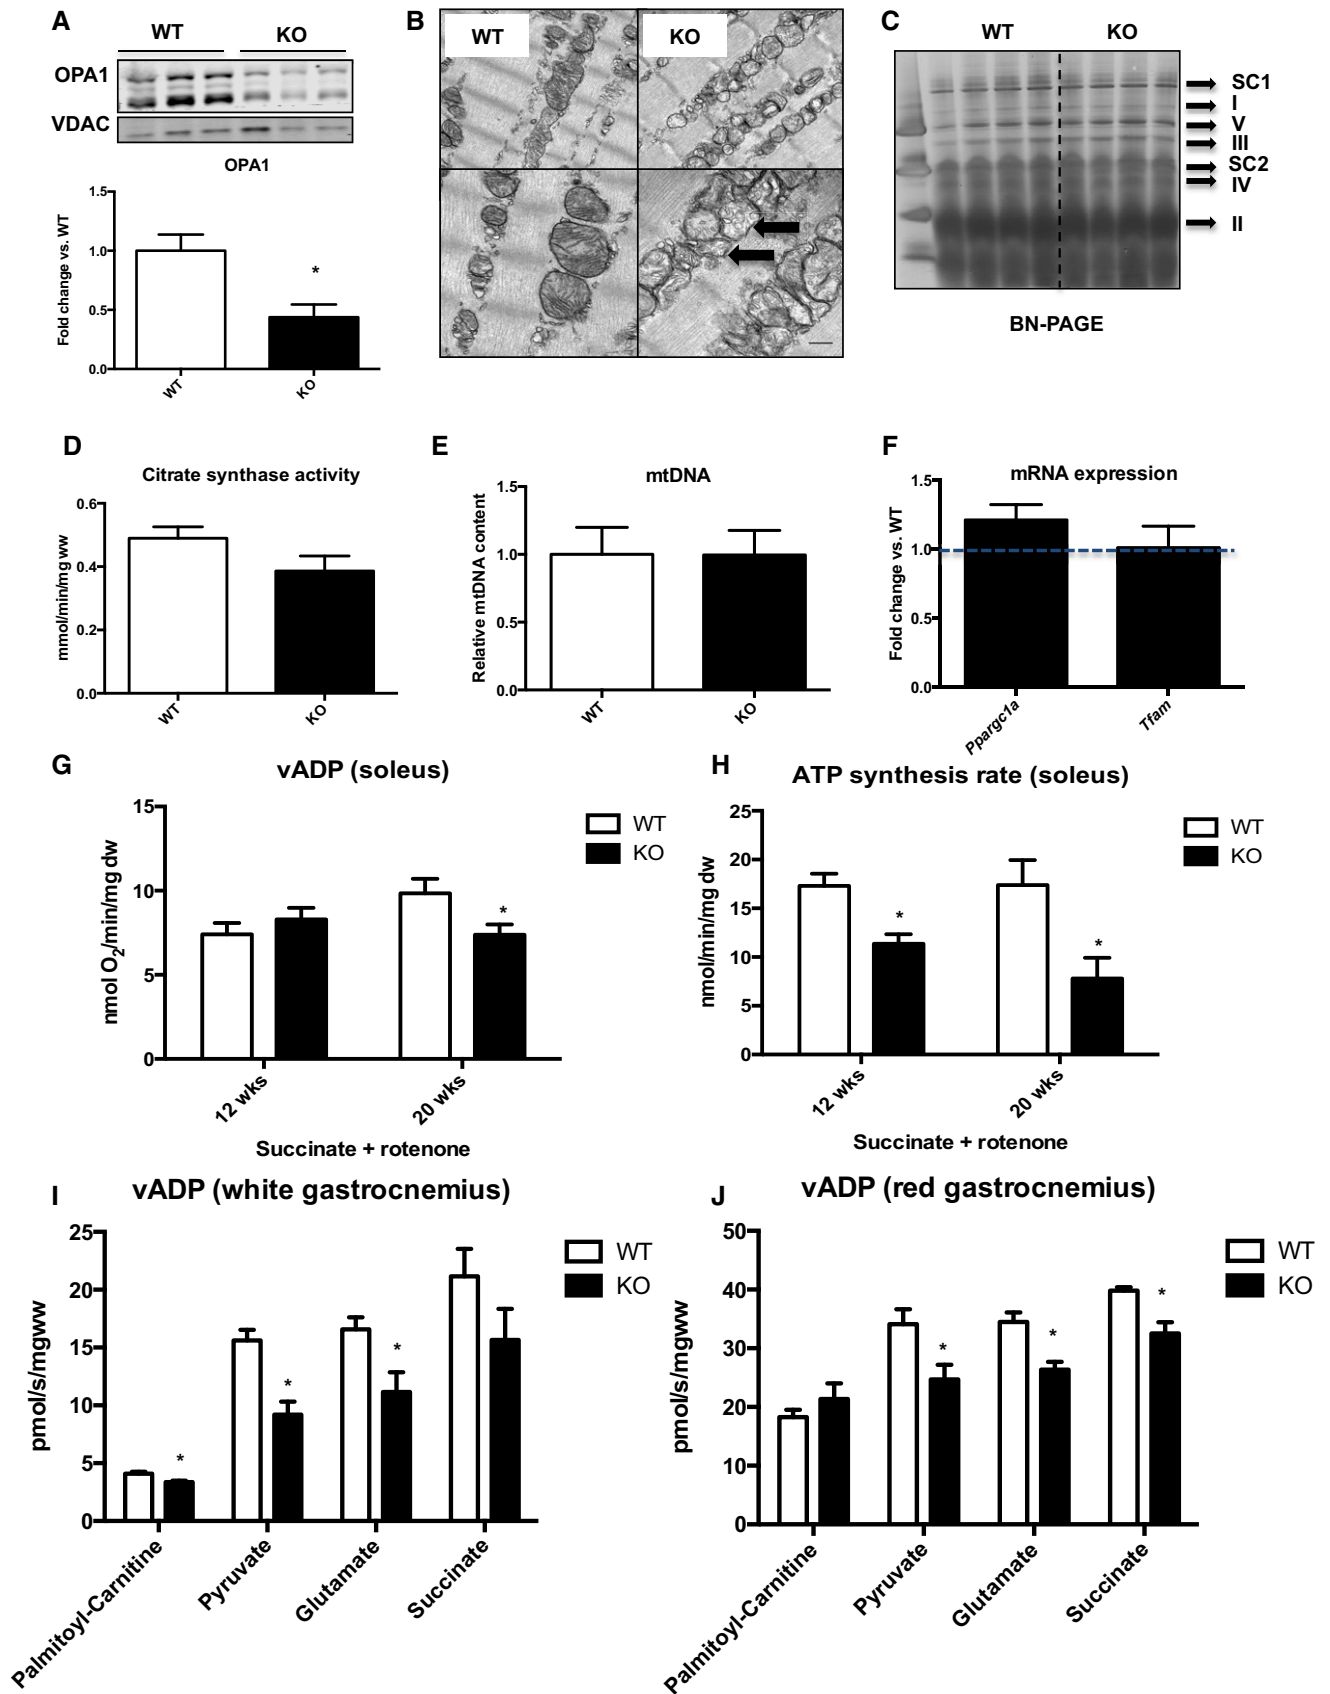 A
WT KO
OPA1
VDAC
OPA1
Fold change vs. WT
1.5
1.0
0.5
0.0
*
WT KO
B
WT KO
C
WT KO
SC1
I
V
III
SC2
IV
II
BN-PAGE
D
Citrate synthase activity
mmol/min/mgww
0.6
0.4
0.2
0.0
WT KO
E
mtDNA
Relative mtDNA content
1.5
1.0
0.5
0.0
WT KO
F
mRNA expression
Fold change vs. WT
1.5
1.0
0.5
0.0
Ppargc1a Tfam
G
vADP (soleus)
nmol O2/min/mg dw
15
10
5
0
*
WT
KO
12 wks 20 wks
Succinate + rotenone
H
ATP synthesis rate (soleus)
nmol/min/mg dw
25
20
15
10
5
0
* *
WT
KO
12 wks 20 wks
Succinate + rotenone
I
vADP (white gastrocnemius)
pmol/s/mgww
25
20
15
10
5
0
* * *
WT
KO
Palmitoyl-Carnitine Pyruvate Glutamate Succinate
J
vADP (red gastrocnemius)
pmol/s/mgww
50
40
30
20
10
0
* * *
WT
KO
Palmitoyl-Carnitine Pyruvate Glutamate Succinate